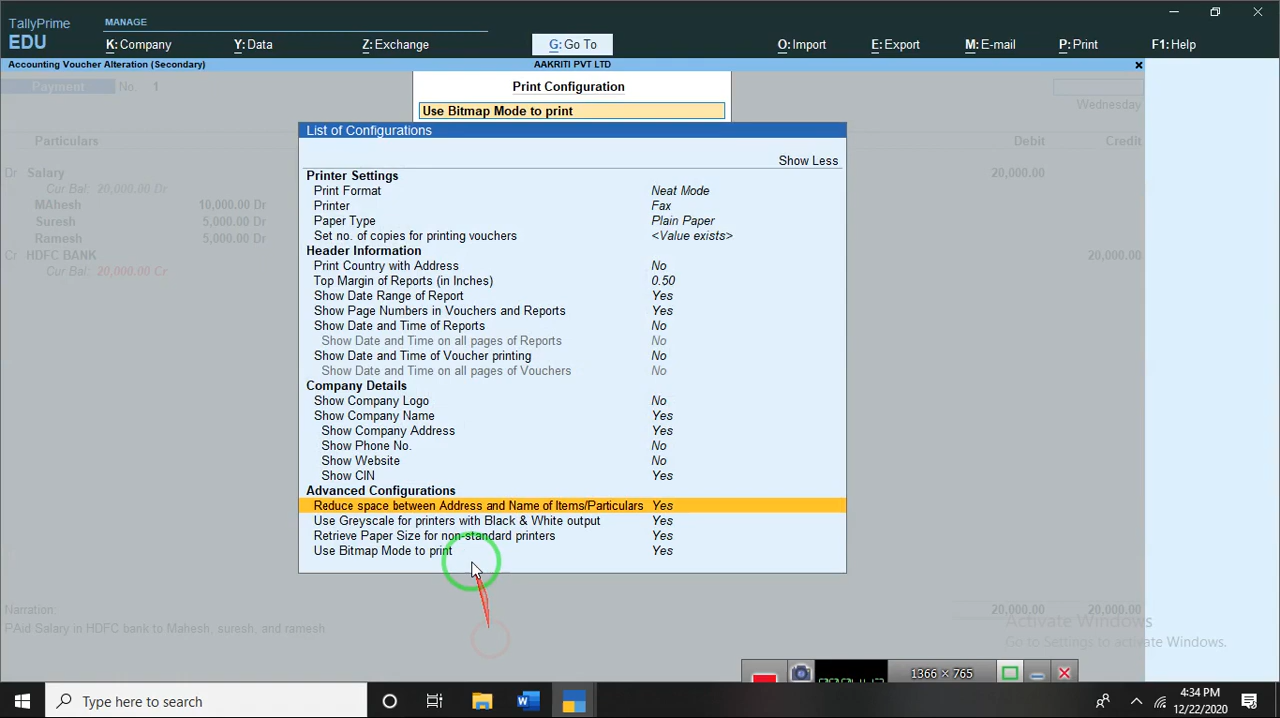 TallyPrime
EDU
MANAGE
K: Company
Y: Data
Z: Exchange
G: Go To
O: Import
E: Export
M: E-mail
P: Print
F1: Help
Accounting Voucher Alteration (Secondary)
AAKRITI PVT LTD
Payment
No. 1
Print Configuration
Wednesday
Use Bitmap Mode to print
List of Configurations
Particulars
Debit
Credit
Show Less
Dr Salary
20,000.00
Cur Bal: 20,000.00 Dr
MAhesh 10,000.00 Dr
Suresh 5,000.00 Dr
Ramesh 5,000.00 Dr
Cr HDFC BANK
20,000.00
Cur Bal: 20,000.00 Cr
Printer Settings
Print Format Neat Mode
Printer Fax
Paper Type Plain Paper
Set no. of copies for printing vouchers <Value exists>
Header Information
Print Country with Address No
Top Margin of Reports (in Inches) 0.50
Show Date Range of Report Yes
Show Page Numbers in Vouchers and Reports Yes
Show Date and Time of Reports No
Show Date and Time on all pages of Reports No
Show Date and Time of Voucher printing No
Show Date and Time on all pages of Vouchers No
Company Details
Show Company Logo No
Show Company Name Yes
Show Company Address Yes
Show Phone No. No
Show Website No
Show CIN Yes
Advanced Configurations
Reduce space between Address and Name of Items/Particulars Yes
Use Greyscale for printers with Black & White output Yes
Retrieve Paper Size for non-standard printers Yes
Use Bitmap Mode to print Yes
Narration:
20,000.00 20,000.00
PAid Salary in HDFC bank to Mahesh, suresh, and ramesh
Activate Windows
Go to Settings to activate Windows.
1366 × 765
Type here to search
4:34 PM
12/22/2020